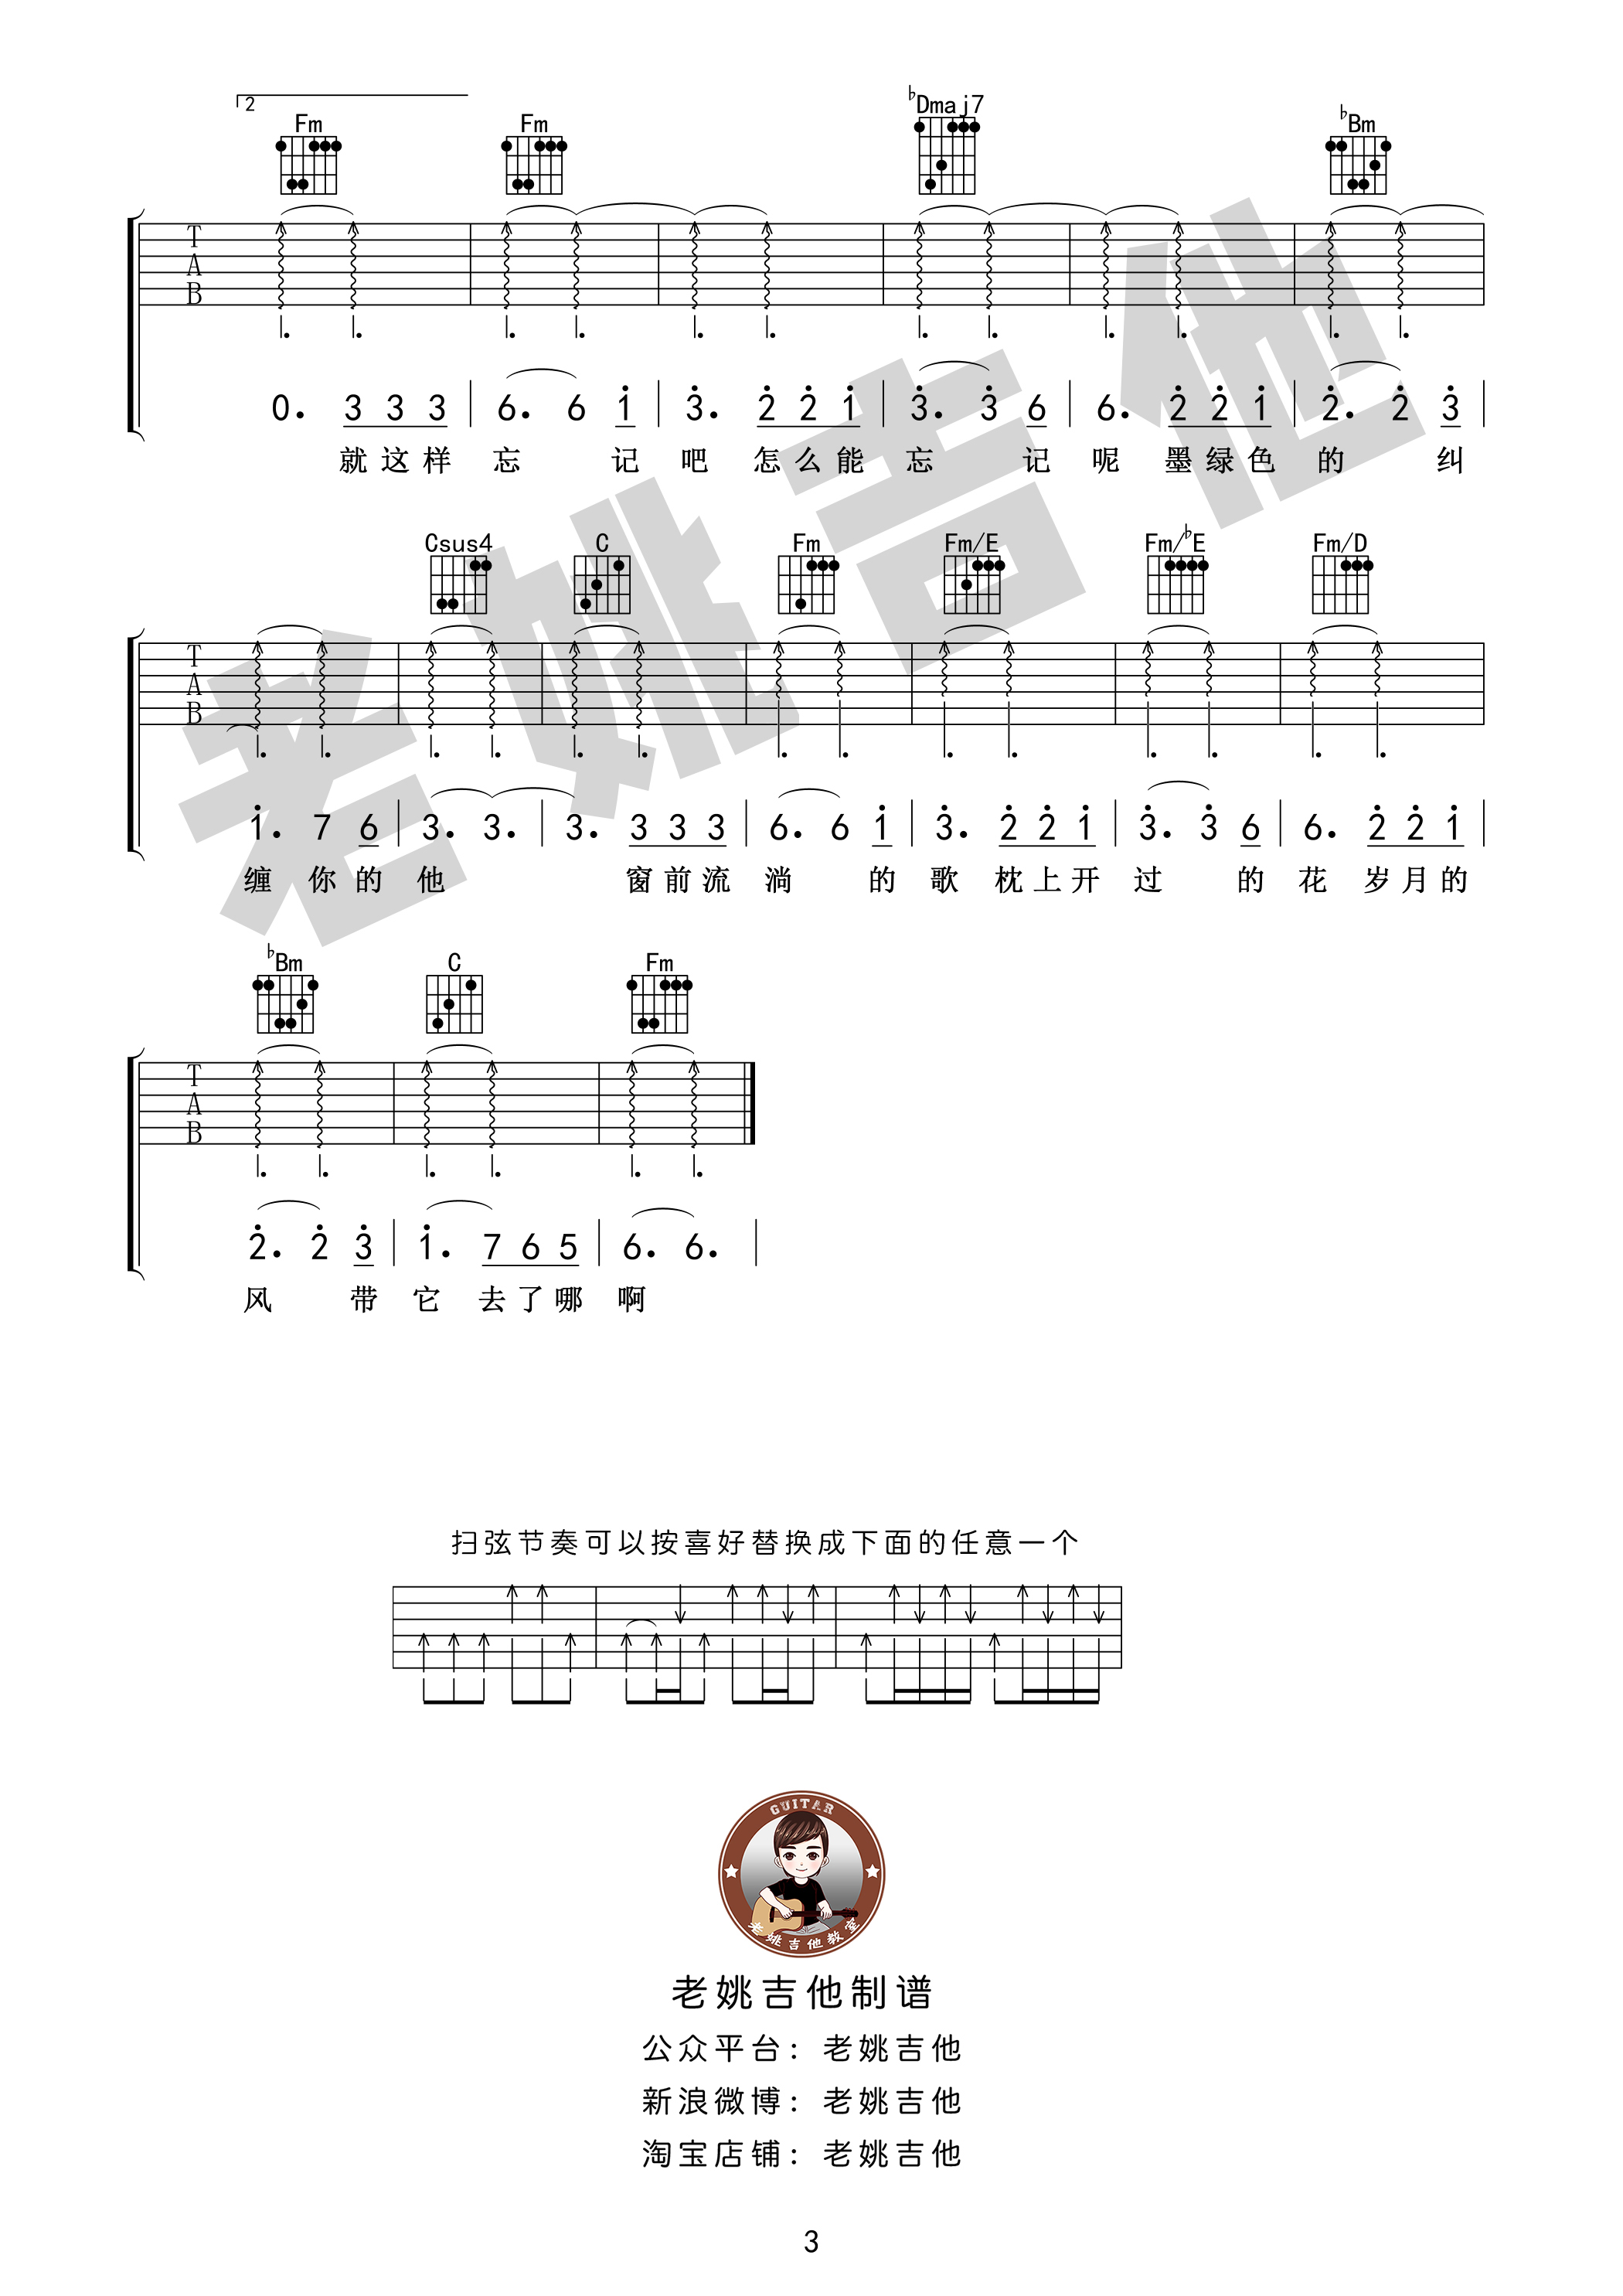 2
Fm Fm ♭Dmaj7 ♭Bm
T
A
B
0. 3 3 3 | 6. 6 1 | 3. 2 2 1 | 3. 3 6 | 6. 2 2 1 | 2. 2 3 |
就这样 忘 记 吧 怎么能 忘 记 呢 墨绿色 的 纠
Csus4 C Fm Fm/E Fm/♭E Fm/D
T
A
B
1. 7 6 | 3. 3. | 3. 3 3 3 | 6. 6 1 | 3. 2 2 1 | 3. 3 6 | 6. 2 2 1 |
缠 你 的 他 窗前流 淌 的 歌 枕上开 过 的 花 岁月的
♭Bm C Fm
T
A
B
2. 2 3 | 1. 7 6 5 | 6. 6. |
风 带 它 去了哪 啊
扫弦节奏可以按喜好替换成下面的任意一个
GUITAR
老姚吉他教室
老姚吉他制谱
公众平台：老姚吉他
新浪微博：老姚吉他
淘宝店铺：老姚吉他
3
老姚吉他